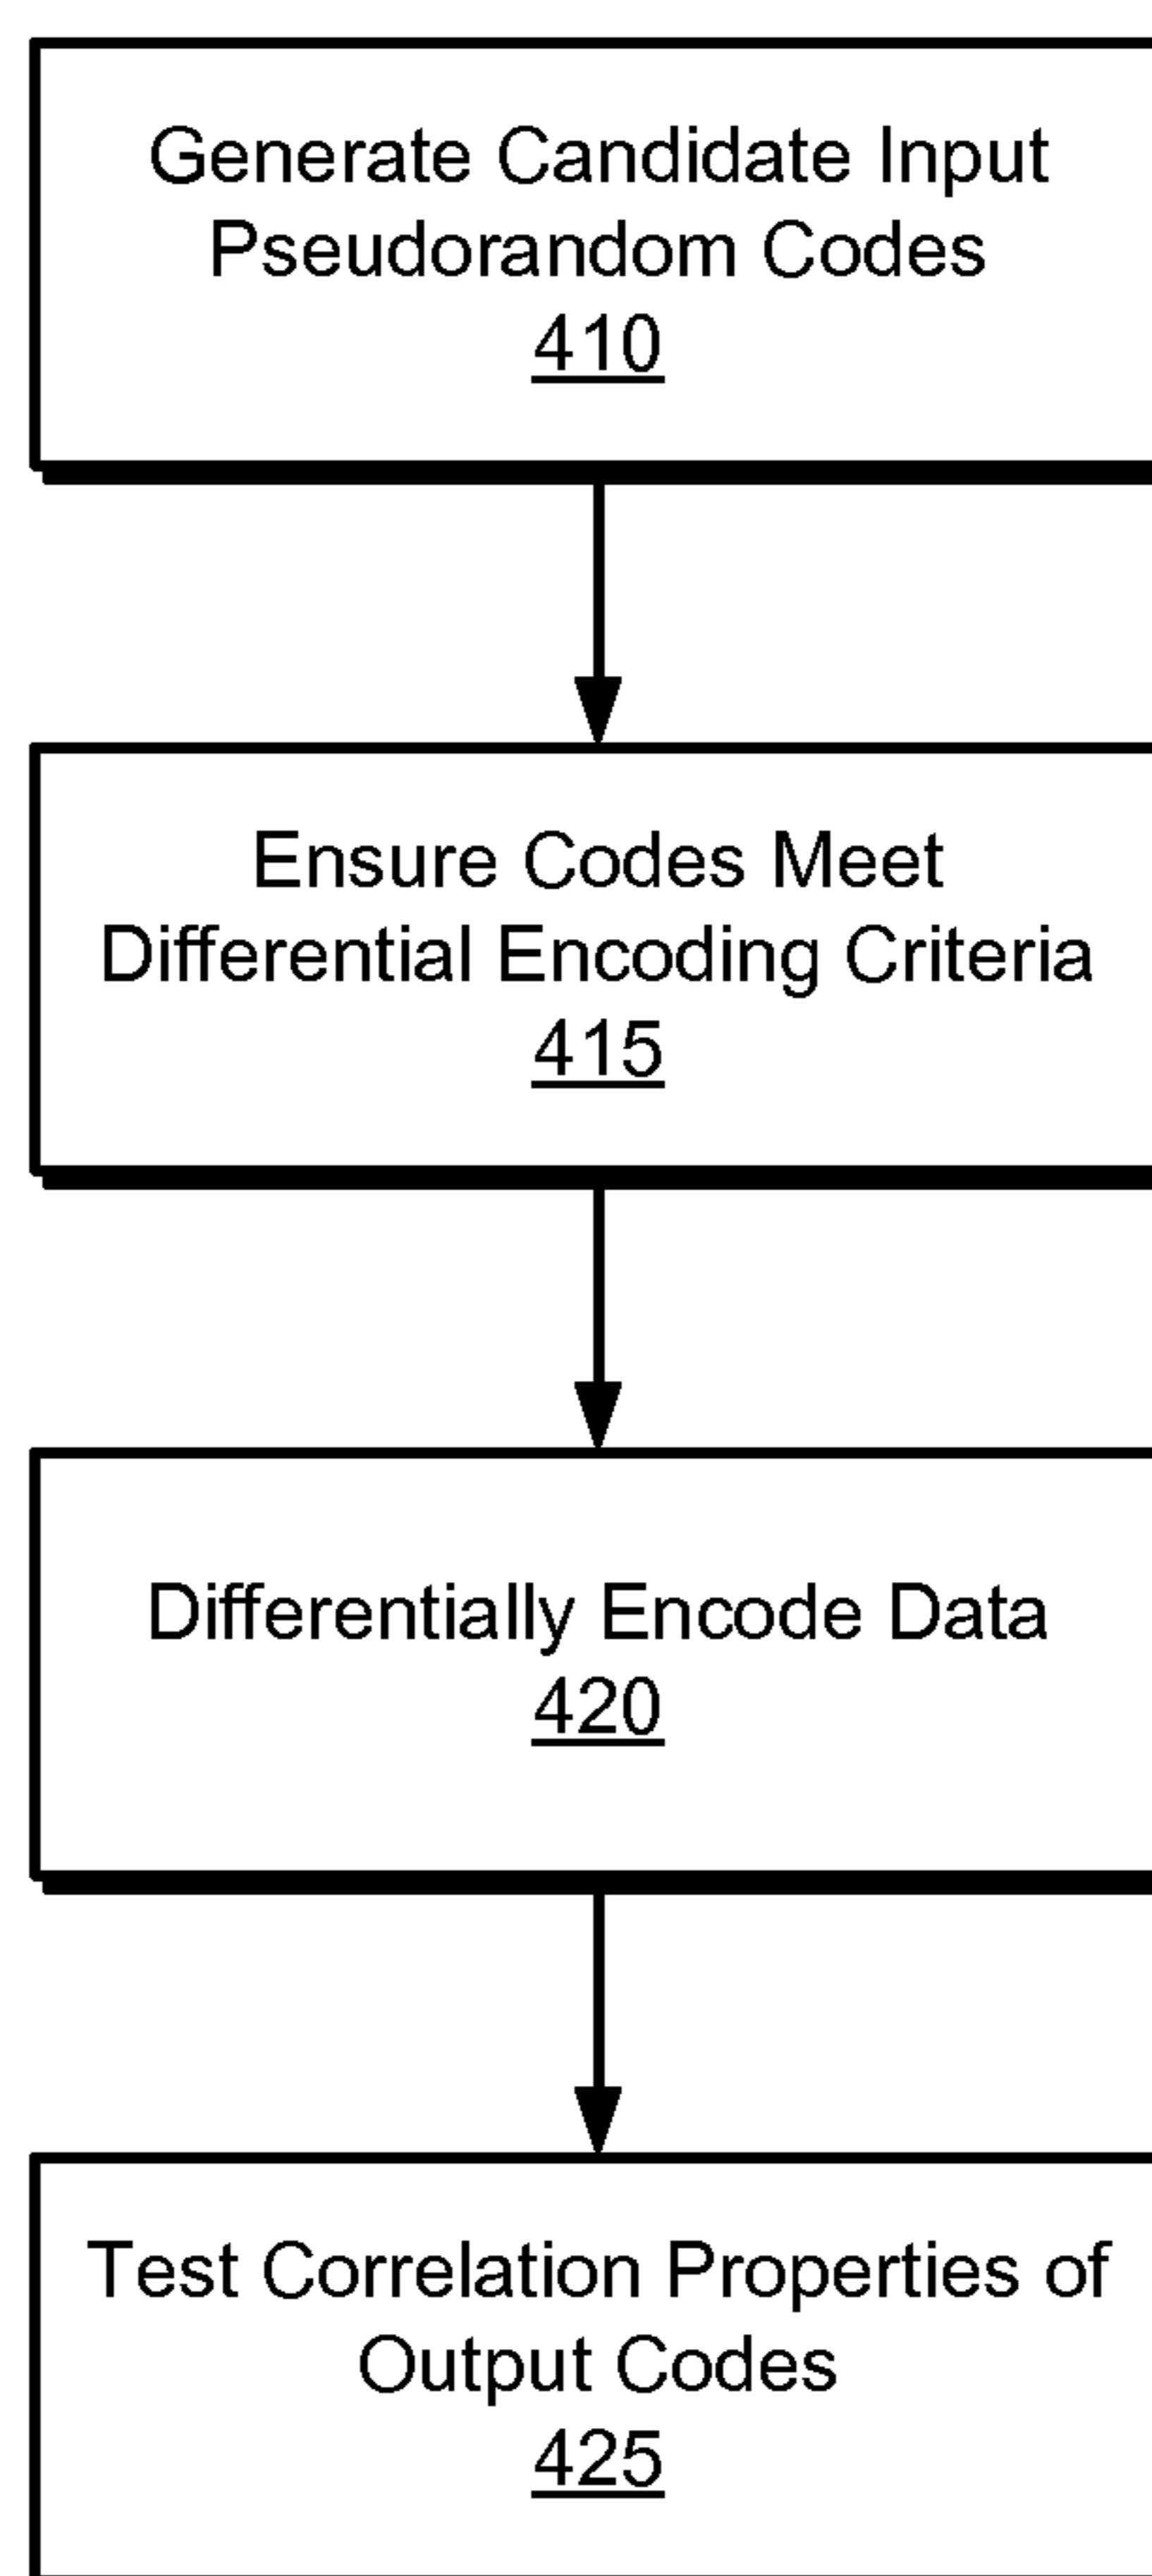 Generate Candidate Input
Pseudorandom Codes
410
Ensure Codes Meet
Differential Encoding Criteria
415
Differentially Encode Data
420
Test Correlation Properties of
Output Codes
425